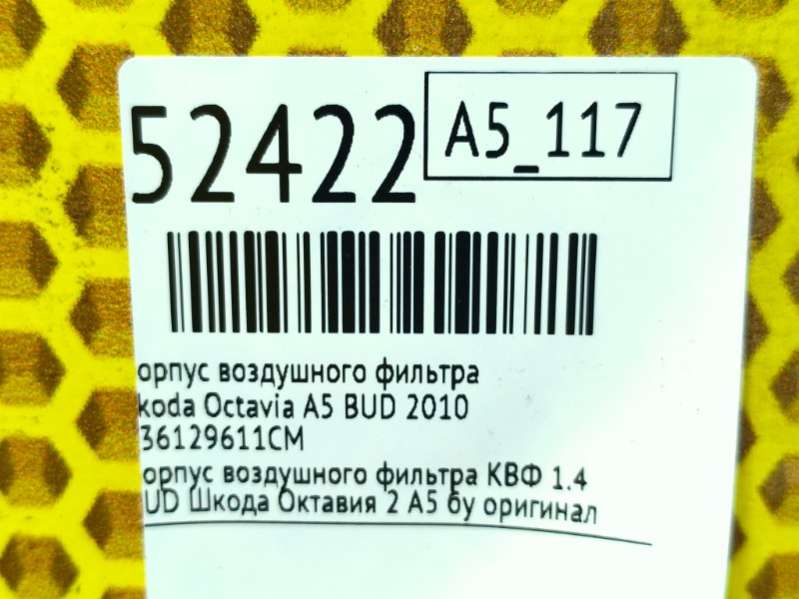 52422
A5_117
орпус воздушного фильтра
koda Octavia A5 BUD 2010
36129611CM
орпус воздушного фильтра КВФ 1.4
UD Шкода Октавия 2 А5 бу оригинал